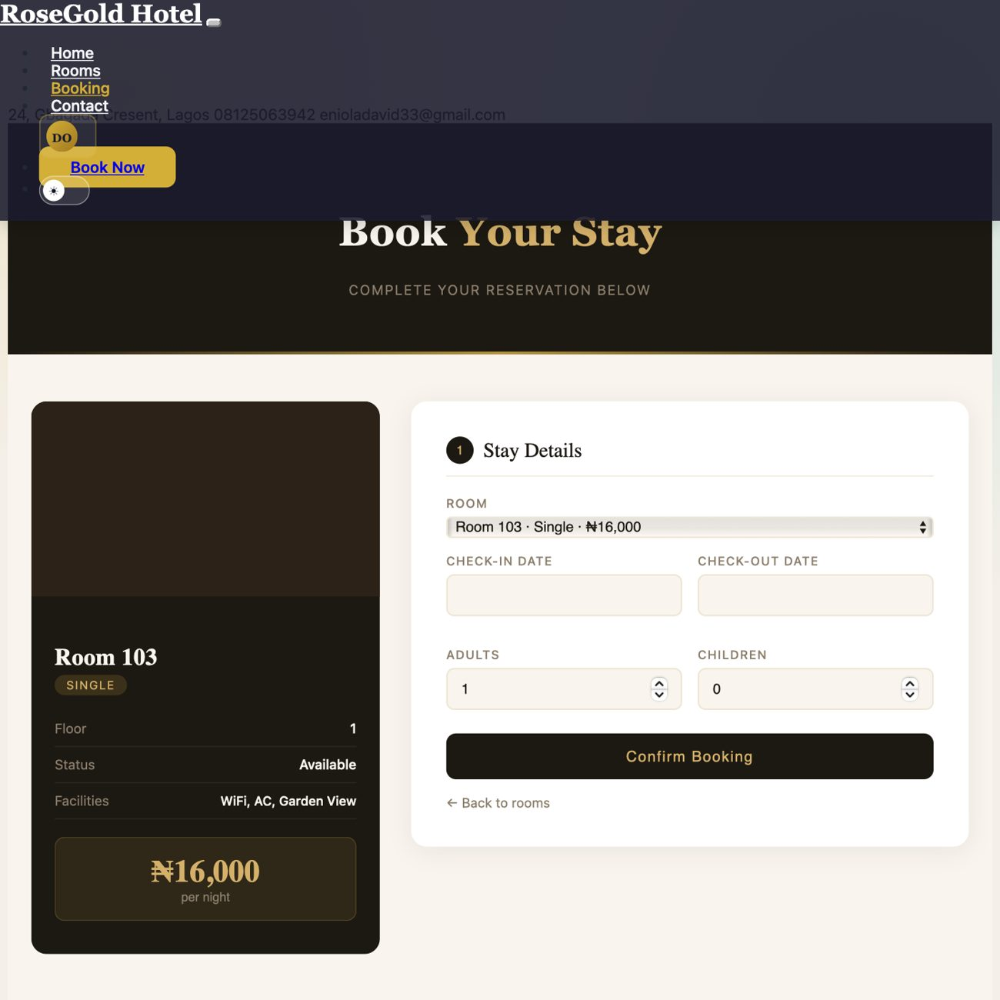 RoseGold Hotel
Home
Rooms
Booking
Contact
24, Gbagada Cresent, Lagos 08125063942 enioladavid33@gmail.com
DO
Book Now
Book Your Stay
COMPLETE YOUR RESERVATION BELOW
Room 103
SINGLE
Floor 1
Status Available
Facilities WiFi, AC, Garden View
₦16,000
per night
1 Stay Details
ROOM
Room 103 · Single · ₦16,000
CHECK-IN DATE CHECK-OUT DATE
ADULTS CHILDREN
1 0
Confirm Booking
← Back to rooms